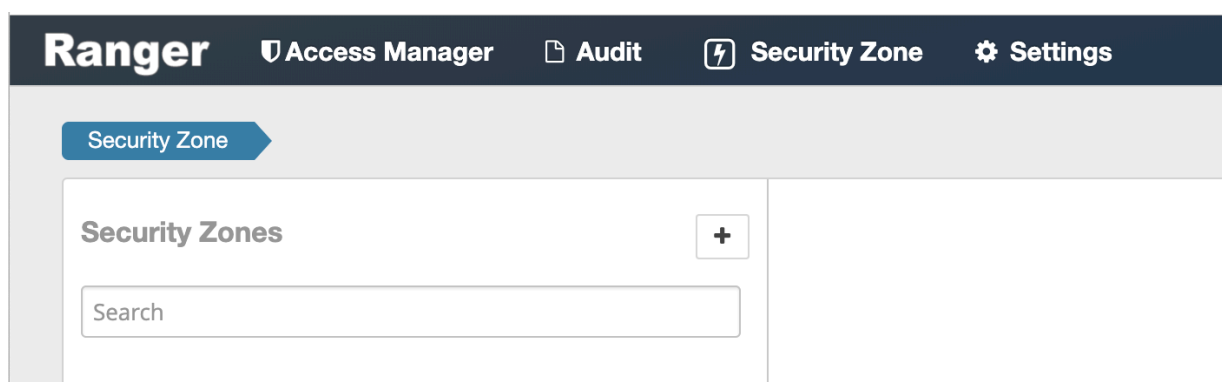 Ranger Access Manager Audit Security Zone Settings
Security Zone
Security Zones +
Search